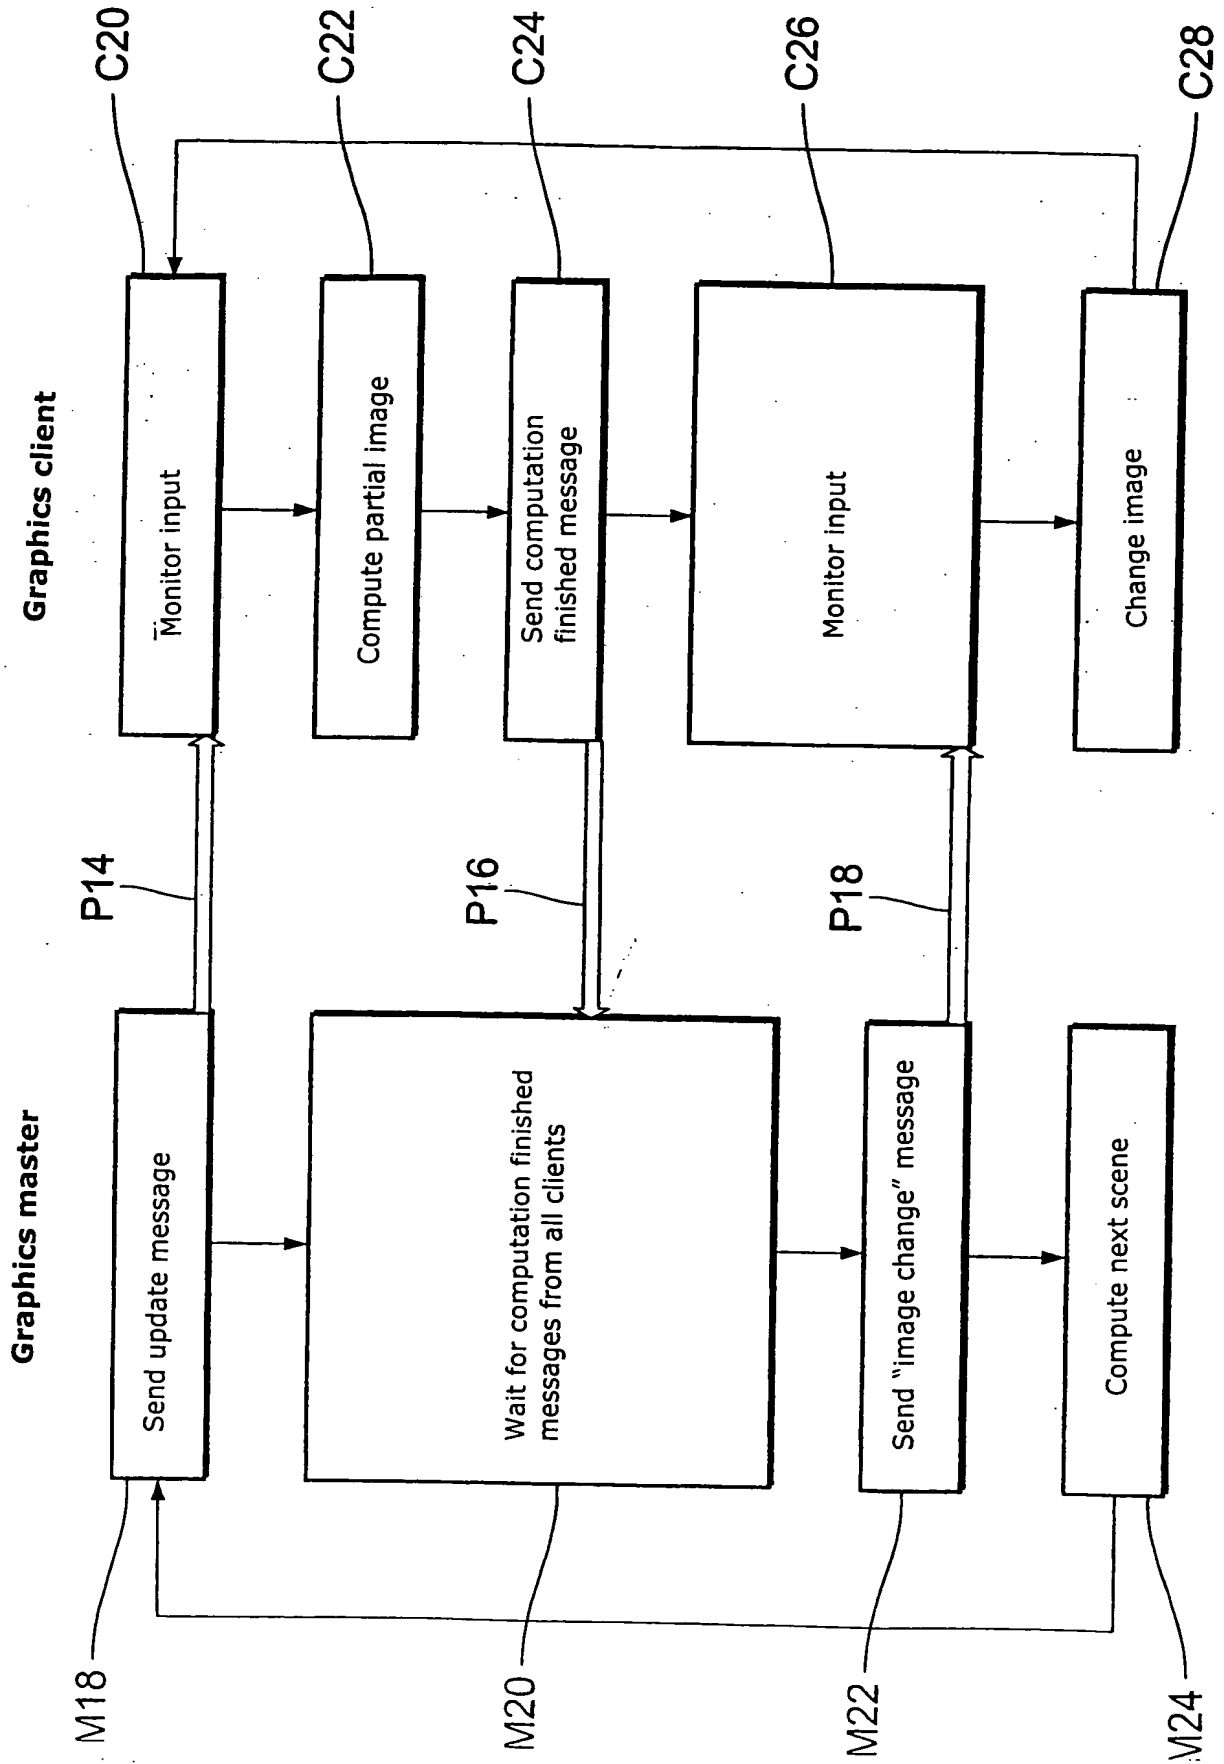 Graphics master
Graphics client
M18
Send update message
P14
Monitor input
C20
Compute partial image
C22
M20
Wait for computation finished
messages from all clients
P16
Send computation
finished message
C24
M22
Send “image change” message
P18
Monitor input
C26
M24
Compute next scene
Change image
C28